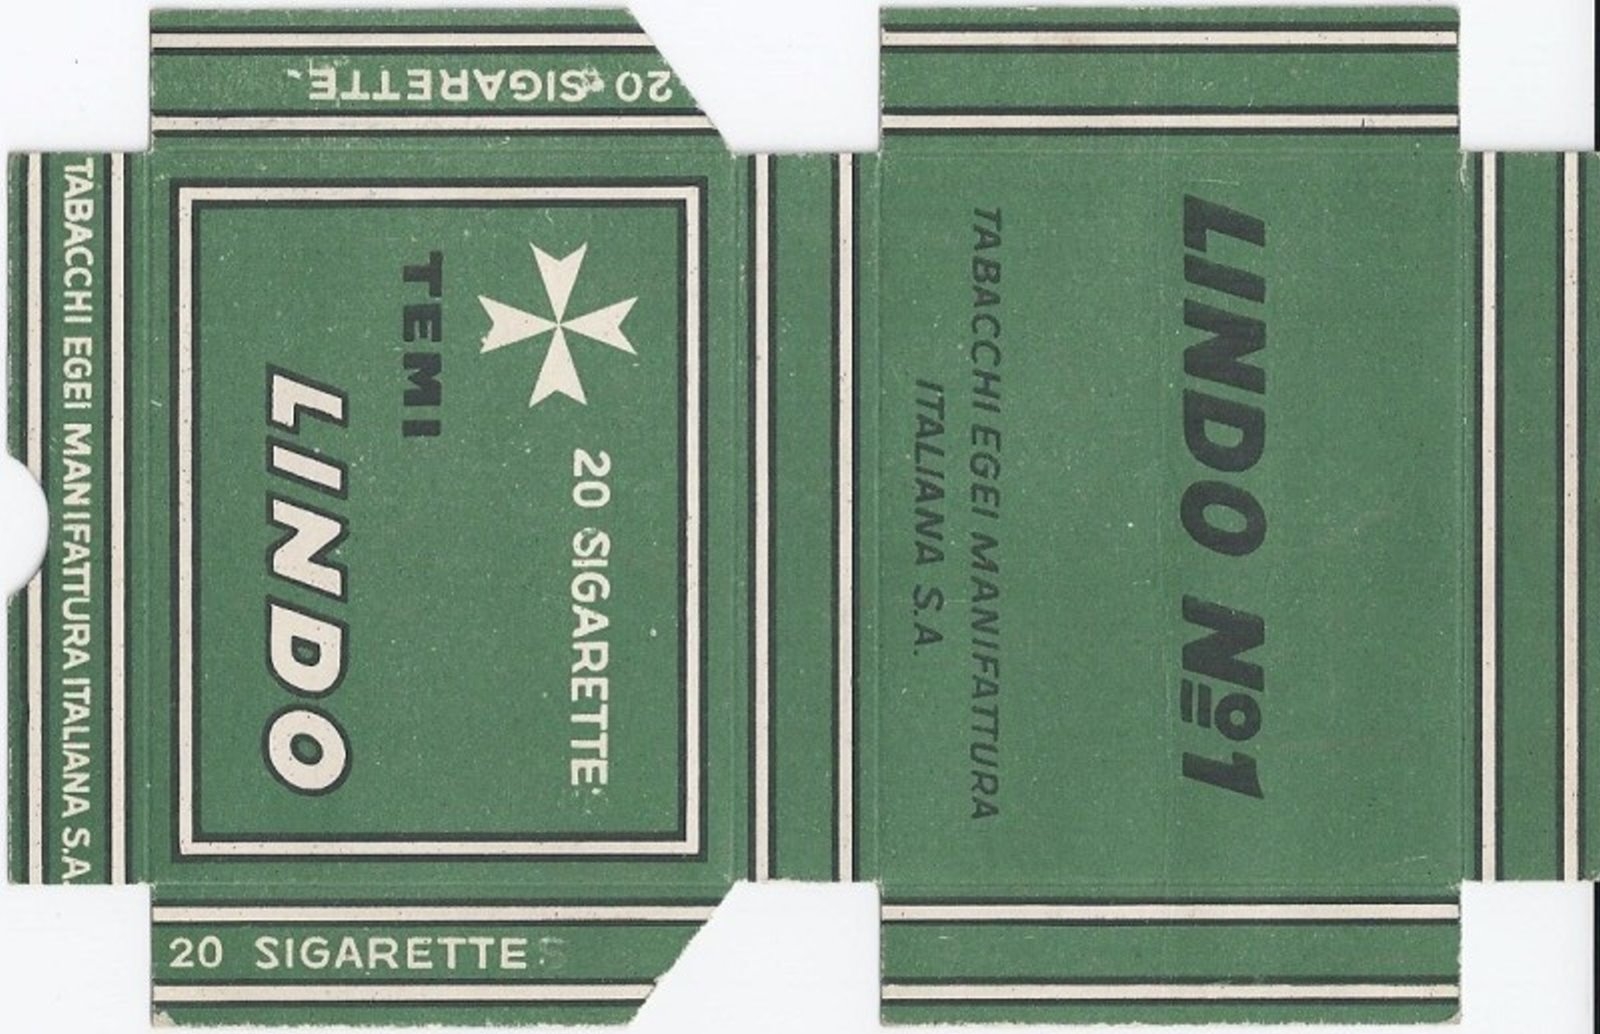 20 SIGARETTE.
TABACCHI EGEI MANIFATTURA ITALIANA S.A.
20 SIGARETTE
TEMI
LINDO
20 SIGARETTE
LINDO Nº1
TABACCHI EGEI MANIFATTURA
ITALIANA S.A.